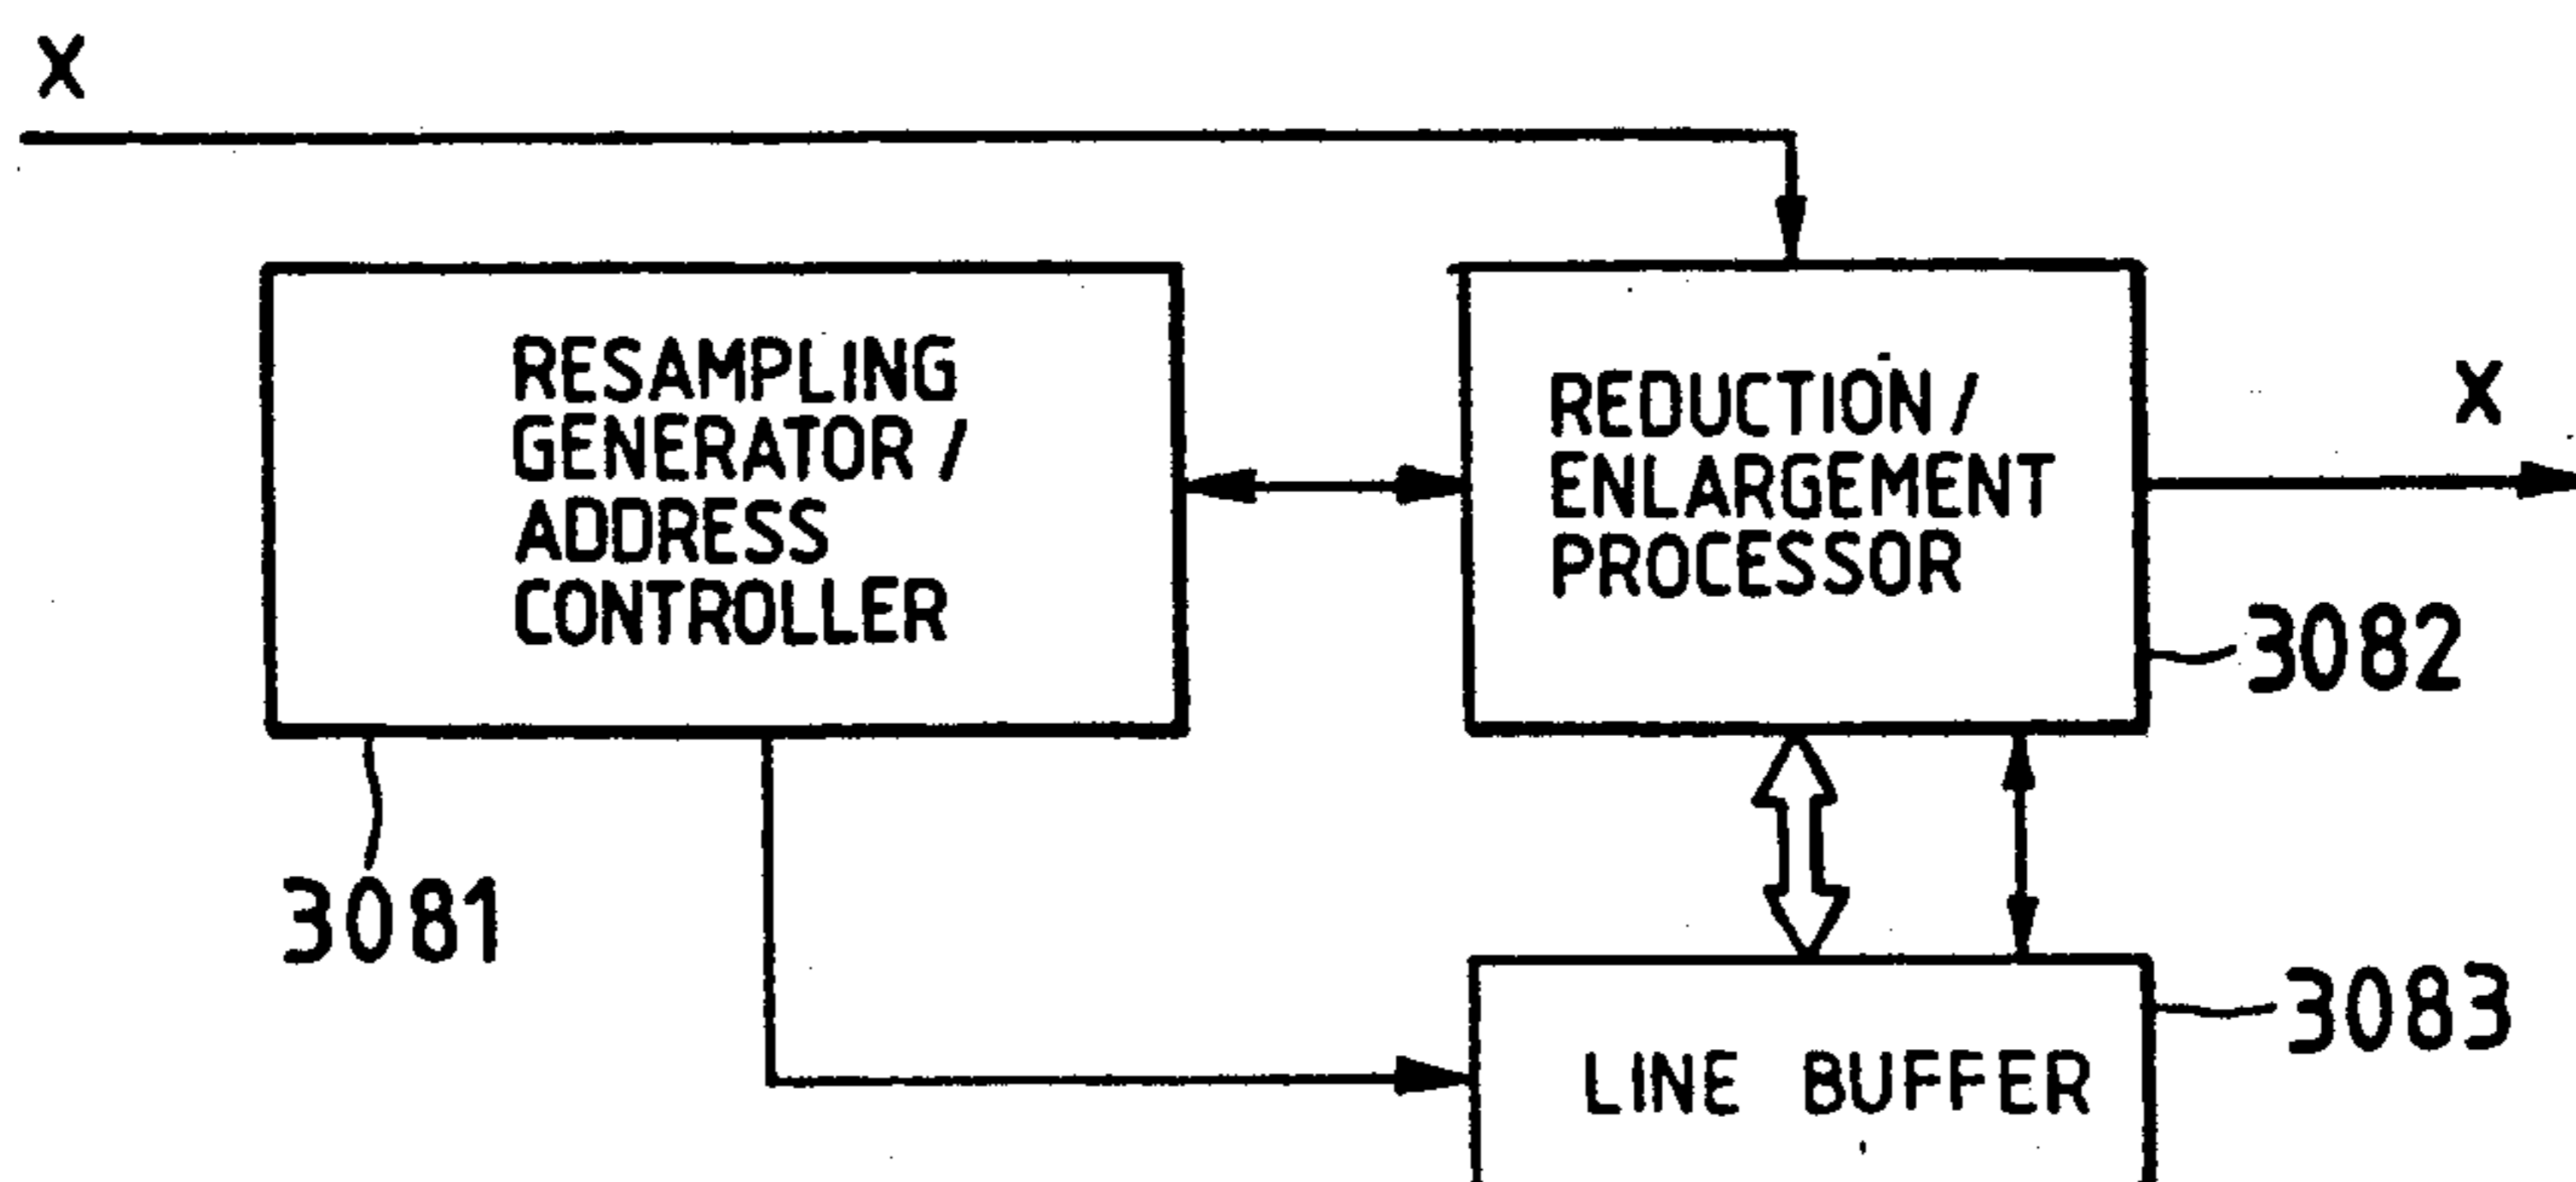 X
RESAMPLING
GENERATOR /
ADDRESS
CONTROLLER
REDUCTION /
ENLARGEMENT
PROCESSOR
X
3082
3081
3083
LINE BUFFER